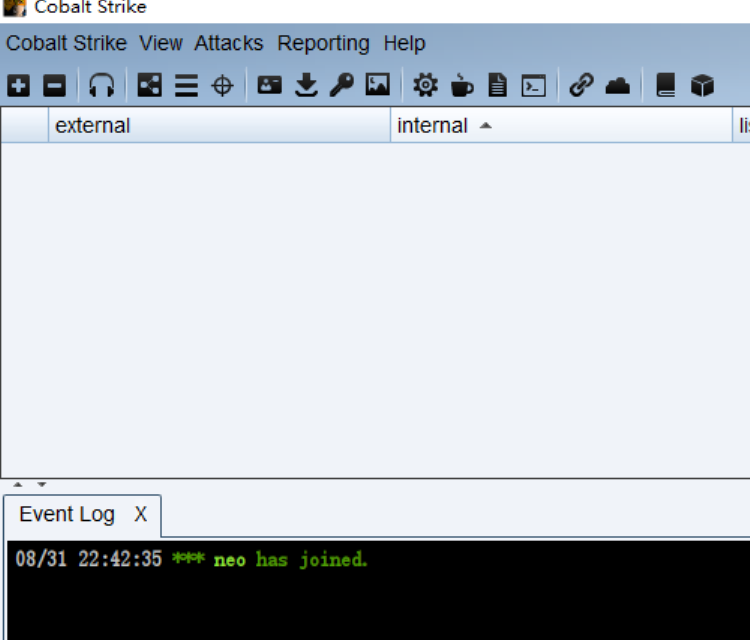 Cobalt Strike
Cobalt Strike View Attacks Reporting Help
external internal
Event Log X
08/31 22:42:35 *** neo has joined.